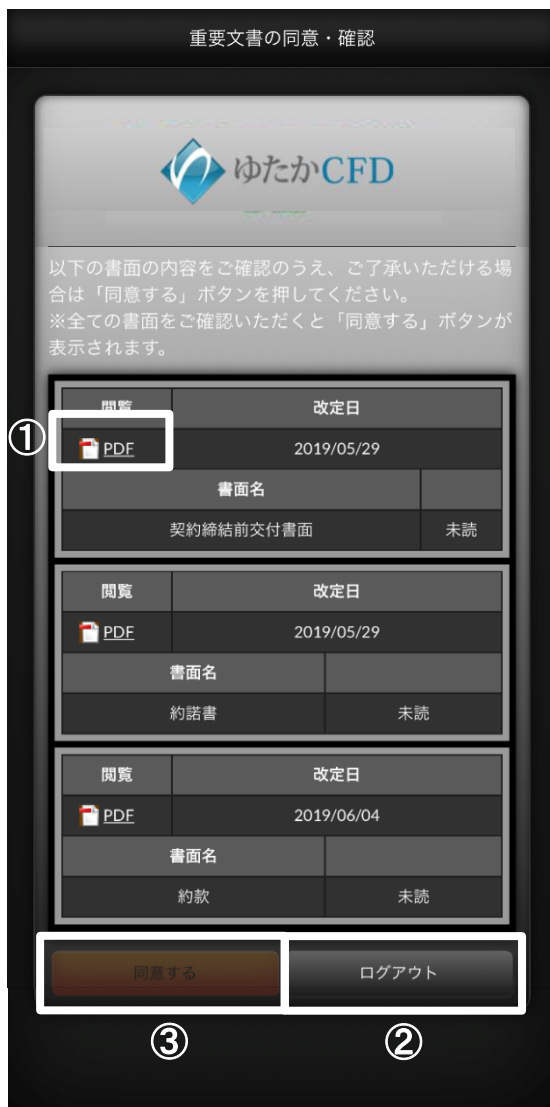 重要文書の同意・確認
ゆたかCFD
以下の書面の内容をご確認のうえ、ご了承いただける場
合は「同意する」ボタンを押してください。
※全ての書面をご確認いただくと「同意する」ボタンが
表示されます。
閲覧 改定日
① PDF 2019/05/29
書面名
契約締結前交付書面 未読
閲覧 改定日
PDF 2019/05/29
書面名
約諾書 未読
閲覧 改定日
PDF 2019/06/04
書面名
約款 未読
同意する ログアウト
③ ②